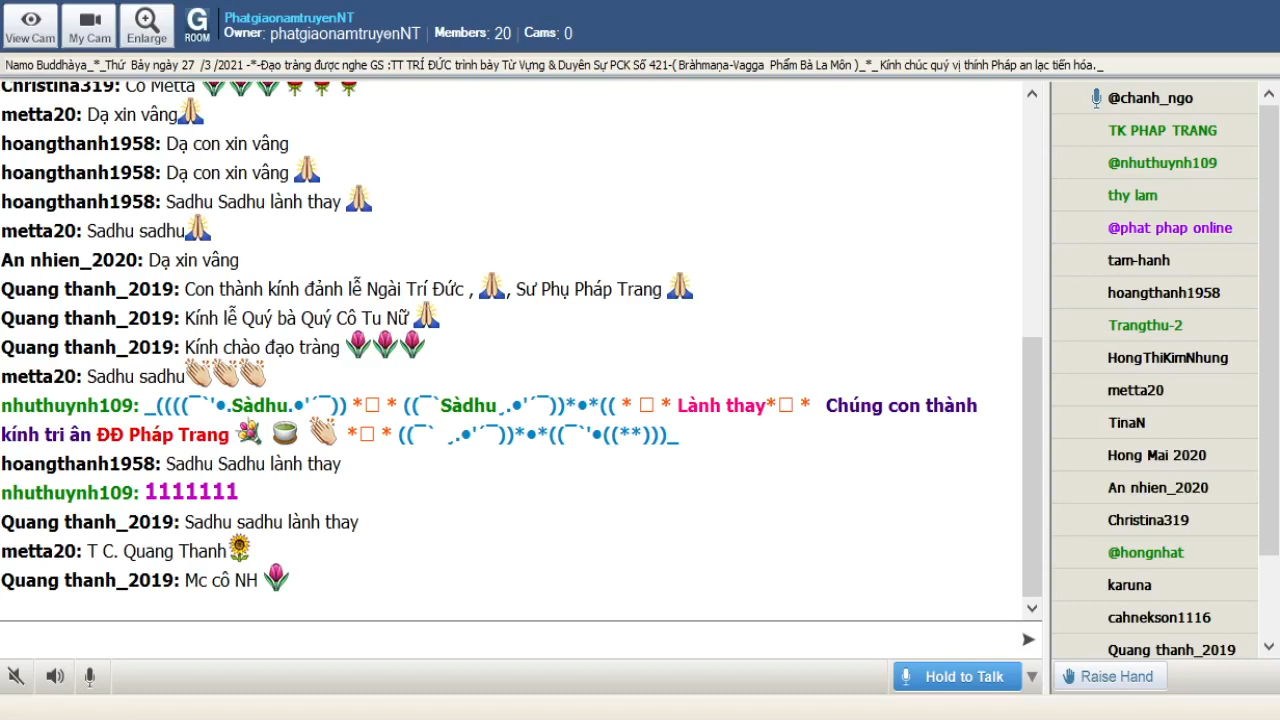 View Cam
My Cam
Enlarge
G
ROOM
PhatgiaonamtruyenNT
Owner: phatgiaonamtruyenNT | Members: 20 | Cams: 0
Namo Buddhàya_*_Thứ Bảy ngày 27 /3 /2021 -*-Đạo tràng được nghe GS :TT TRÍ ĐỨC trình bày Từ Vựng & Duyên Sự PCK Số 421-( Bràhmaṇa-Vagga Phẩm Bà La Môn )_*_ Kính chúc quý vị thính Pháp an lạc tiến hóa._
Christina319: Cô Metta 🌷🌷🌷🌹🌹🌹
metta20: Dạ xin vâng🙏
hoangthanh1958: Dạ con xin vâng
hoangthanh1958: Dạ con xin vâng 🙏
hoangthanh1958: Sadhu Sadhu lành thay 🙏
metta20: Sadhu sadhu🙏
An nhien_2020: Dạ xin vâng
Quang thanh_2019: Con thành kính đảnh lễ Ngài Trí Đức , 🙏, Sư Phụ Pháp Trang 🙏
Quang thanh_2019: Kính lễ Quý bà Quý Cô Tu Nữ 🙏
Quang thanh_2019: Kính chào đạo tràng 🌷🌷🌷
metta20: Sadhu sadhu👏👏👏
nhuthuynh109: _((((¯`'•.Sàdhu.•'´¯)) *□ * ((¯`Sàdhu¸.•'´¯))*•*(( * □ * Lành thay*□ * Chúng con thành
kính tri ân ĐĐ Pháp Trang 💐 🍵 👏 *□ * ((¯` ¸.•'´¯))*•*((¯`'•((**)))_
hoangthanh1958: Sadhu Sadhu lành thay
nhuthuynh109: 1111111
Quang thanh_2019: Sadhu sadhu lành thay
metta20: T C. Quang Thanh🌻
Quang thanh_2019: Mc cô NH 🌷
Hold to Talk
@chanh_ngo
TK PHAP TRANG
@nhuthuynh109
thy lam
@phat phap online
tam-hanh
hoangthanh1958
Trangthu-2
HongThiKimNhung
metta20
TinaN
Hong Mai 2020
An nhien_2020
Christina319
@hongnhat
karuna
cahnekson1116
Quang thanh_2019
Raise Hand